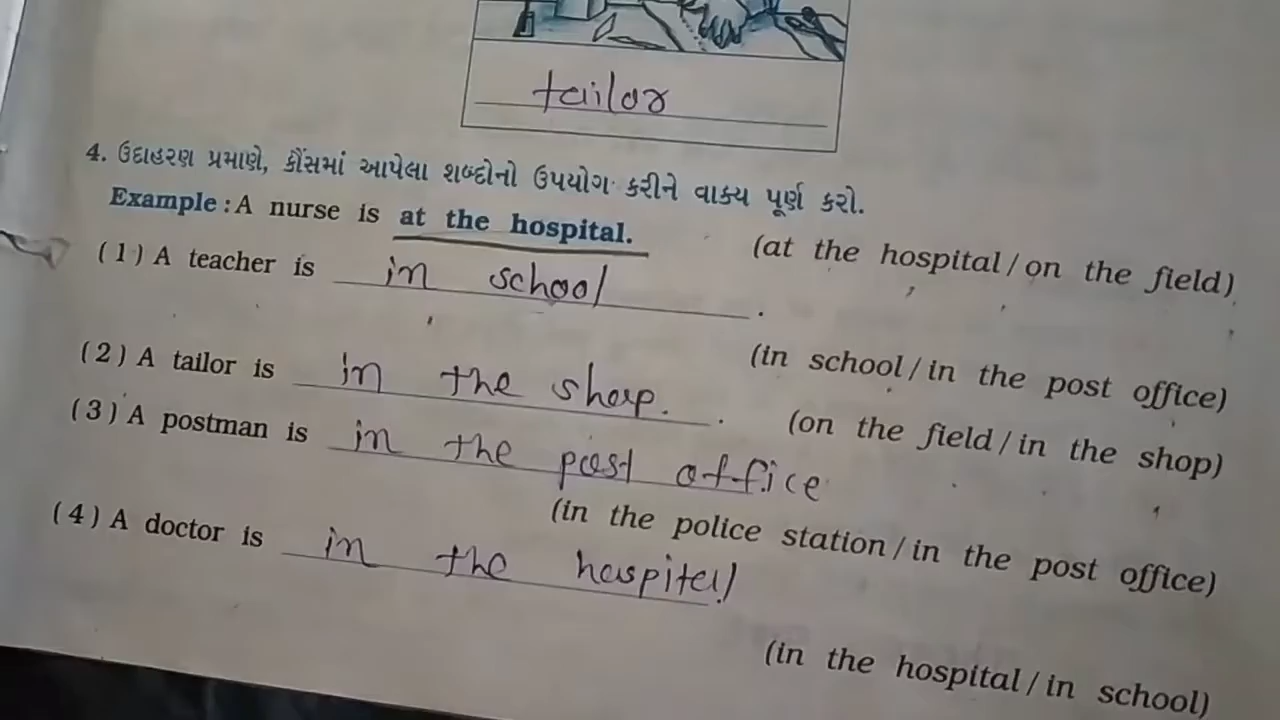 tailor
4. ઉદાહરણ પ્રમાણે, કૌંસમાં આપેલા શબ્દોનો ઉપયોગ કરીને વાક્ય પૂર્ણ કરો.
Example : A nurse is at the hospital.
(at the hospital / on the field)
(1) A teacher is in school.
(in school / in the post office)
(2) A tailor is in the shop. .
(on the field / in the shop)
(3) A postman is in the post office
(in the police station / in the post office)
(4) A doctor is in the hospital.
(in the hospital / in school)